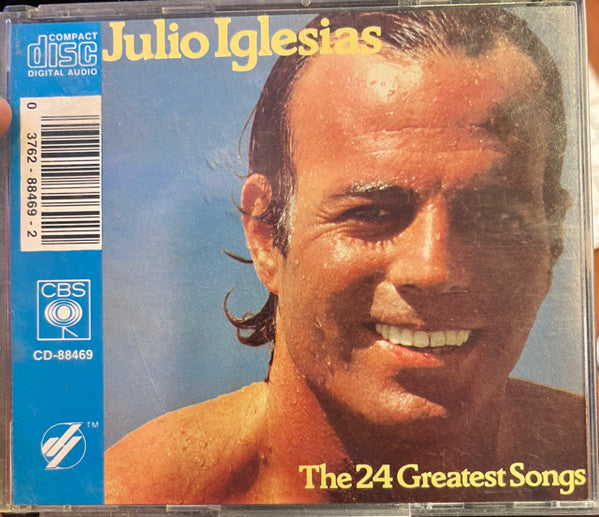 COMPACT
disc
DIGITAL AUDIO
Julio Iglesias
0 3762-88469-2
CBS
CD-88469
TM
The 24 Greatest Songs